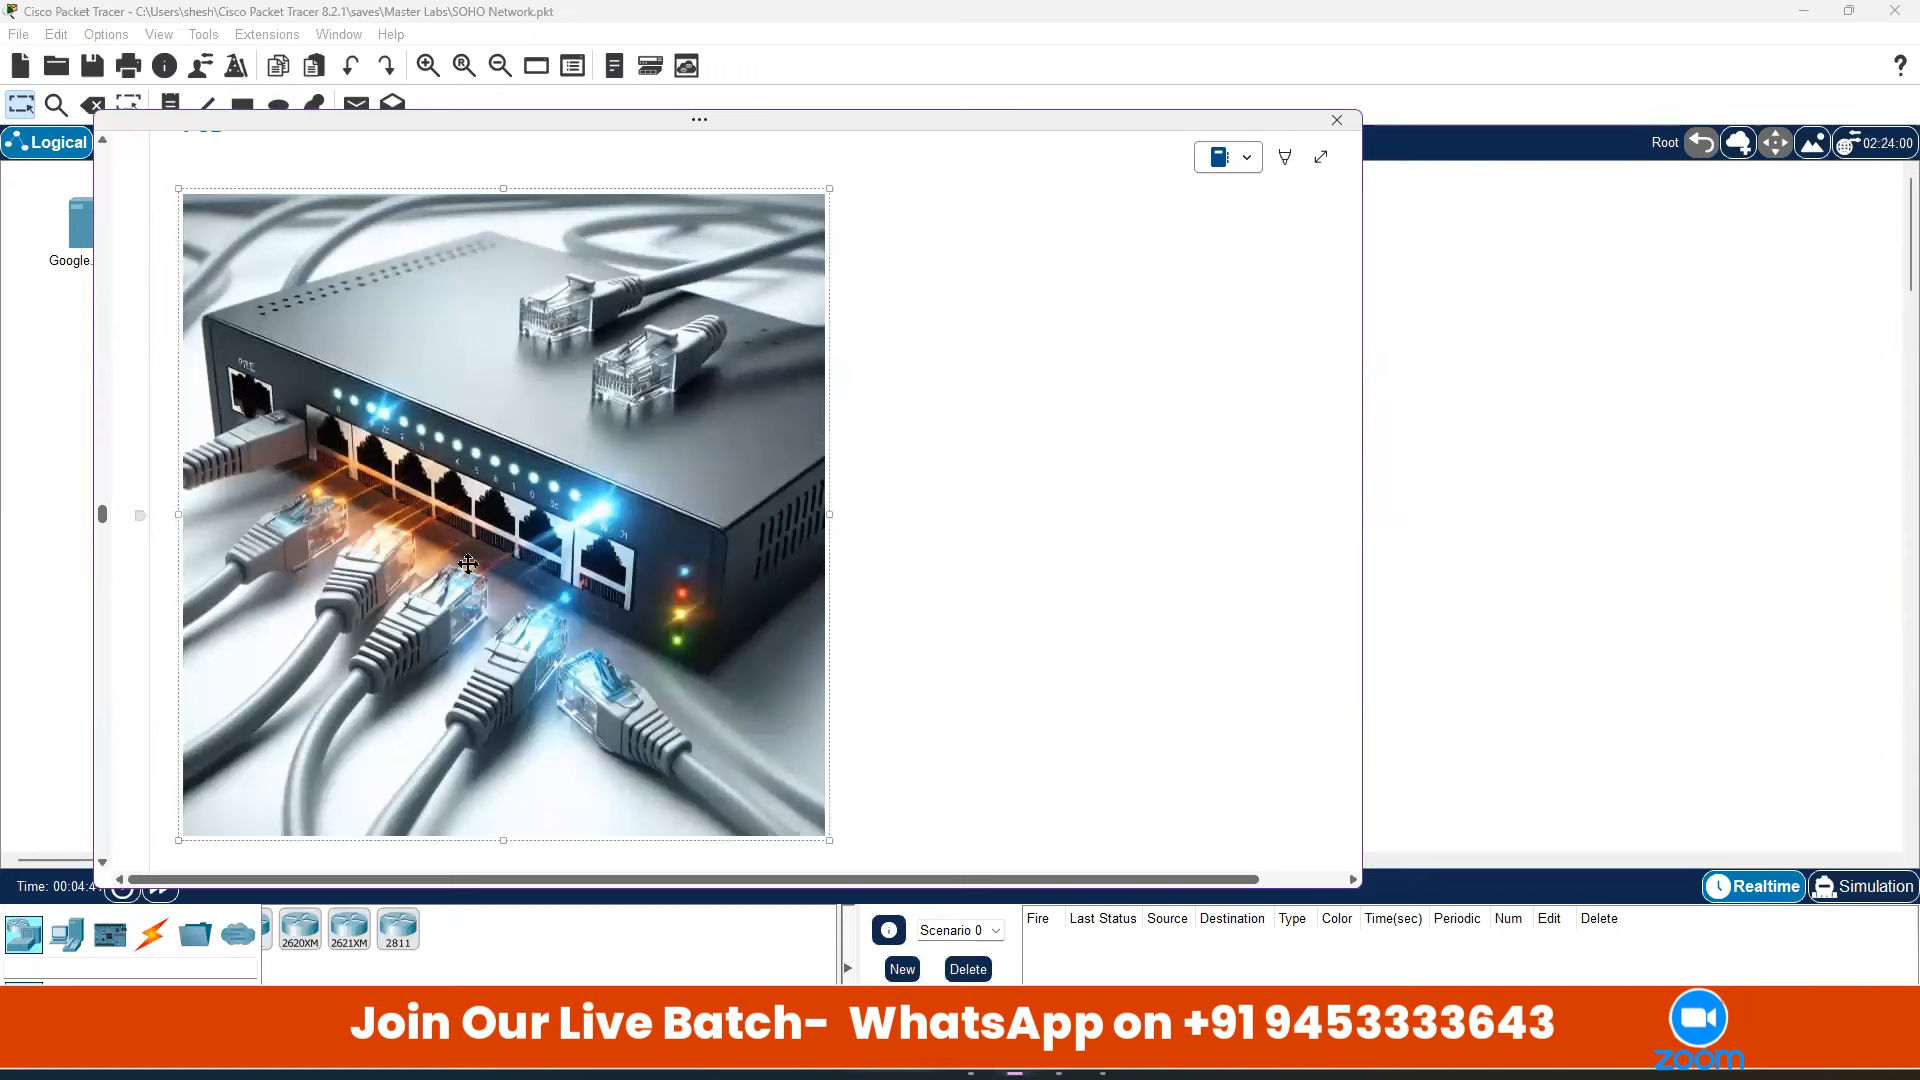 Cisco Packet Tracer - C:\Users\shesh\Cisco Packet Tracer 8.2.1\saves\Master Labs\SOHO Network.pkt
File Edit Options View Tools Extensions Window Help
Logical
Root
02:24:00
Google.
Time: 00:04:4
Realtime
Simulation
2620XM
2621XM
2811
Scenario 0
New
Delete
Fire Last Status Source Destination Type Color Time(sec) Periodic Num Edit Delete
Join Our Live Batch- WhatsApp on +91 9453333643
zoom